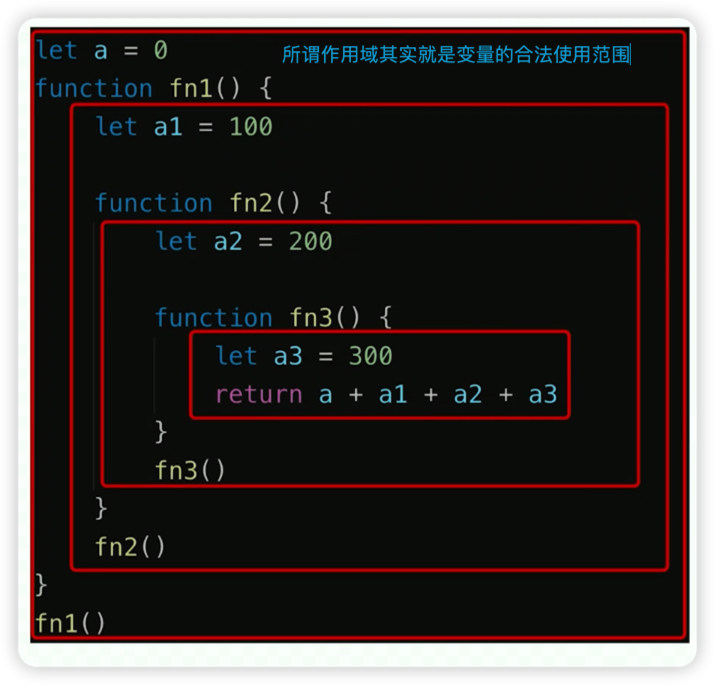 let a = 0
所谓作用域其实就是变量的合法使用范围
function fn1() {
let a1 = 100
function fn2() {
let a2 = 200
function fn3() {
let a3 = 300
return a + a1 + a2 + a3
}
fn3()
}
fn2()
}
fn1()